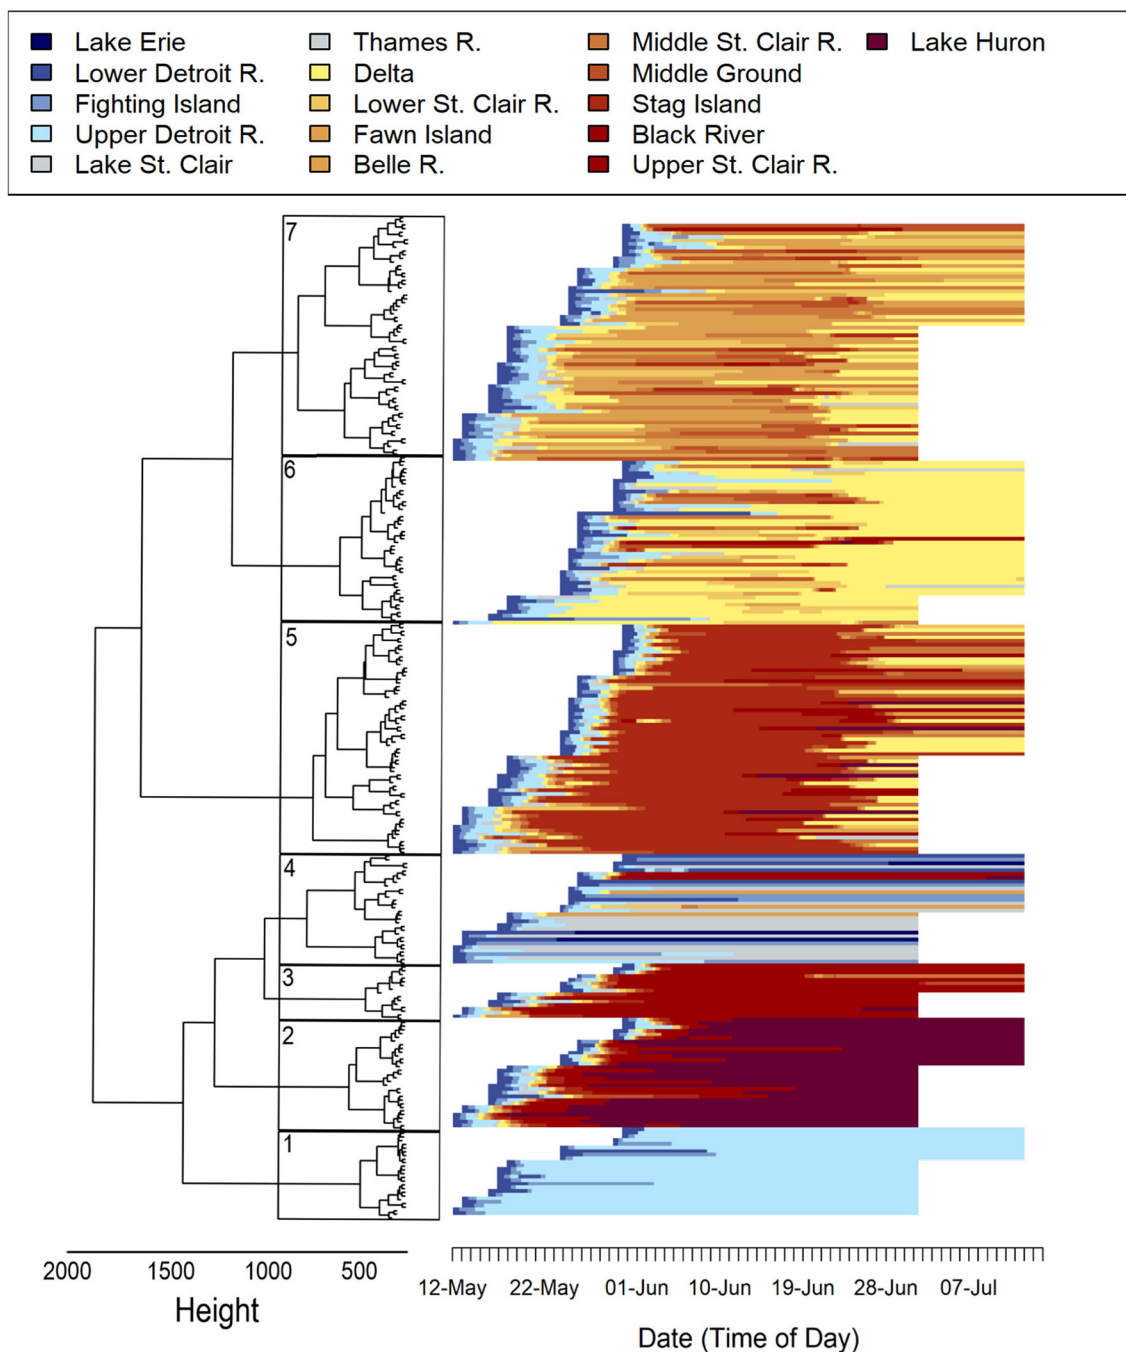 Lake Erie
Lower Detroit R.
Fighting Island
Upper Detroit R.
Lake St. Clair
Thames R.
Delta
Lower St. Clair R.
Fawn Island
Belle R.
Middle St. Clair R.
Middle Ground
Stag Island
Black River
Upper St. Clair R.
Lake Huron
7
6
5
4
3
2
1
2000 1500 1000 500
Height
12-May 22-May 01-Jun 10-Jun 19-Jun 28-Jun 07-Jul
Date (Time of Day)